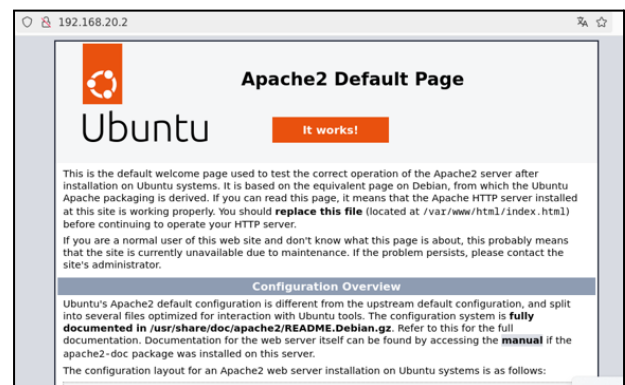 192.168.20.2
Apache2 Default Page
Ubuntu
It works!
This is the default welcome page used to test the correct operation of the Apache2 server after
installation on Ubuntu systems. It is based on the equivalent page on Debian, from which the Ubuntu
Apache packaging is derived. If you can read this page, it means that the Apache HTTP server installed
at this site is working properly. You should replace this file (located at /var/www/html/index.html)
before continuing to operate your HTTP server.
If you are a normal user of this web site and don't know what this page is about, this probably means
that the site is currently unavailable due to maintenance. If the problem persists, please contact the
site's administrator.
Configuration Overview
Ubuntu's Apache2 default configuration is different from the upstream default configuration, and split
into several files optimized for interaction with Ubuntu tools. The configuration system is fully
documented in /usr/share/doc/apache2/README.Debian.gz. Refer to this for the full
documentation. Documentation for the web server itself can be found by accessing the manual if the
apache2-doc package was installed on this server.
The configuration layout for an Apache2 web server installation on Ubuntu systems is as follows: